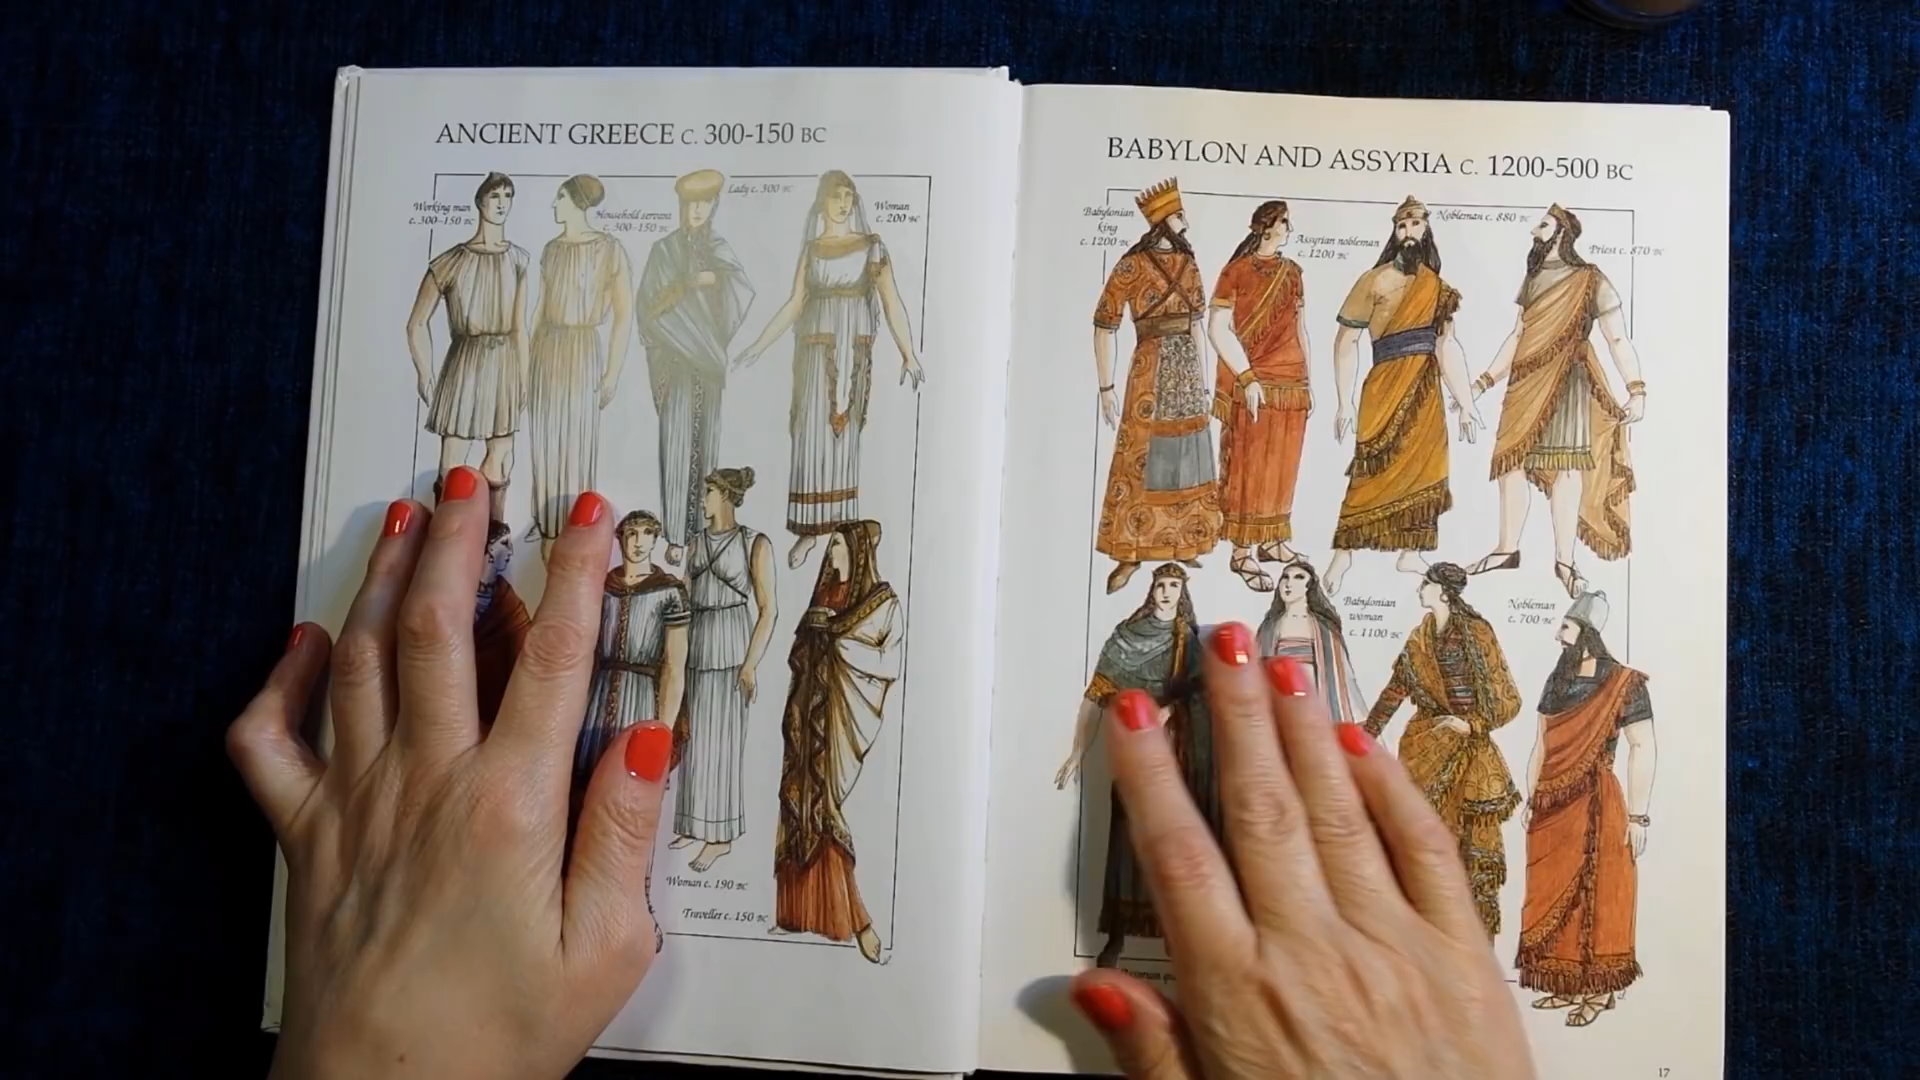 ANCIENT GREECE C. 300-150 BC
Working man
c. 300–150 BC
Household servant
c. 300–150 BC
Lady c. 300 BC
Woman
c. 200 BC
Woman c. 190 BC
Traveller c. 150 BC
BABYLON AND ASSYRIA C. 1200-500 BC
Babylonian
king
c. 1200 BC
Assyrian nobleman
c. 1200 BC
Nobleman c. 880 BC
Priest c. 870 BC
Babylonian
woman
c. 1100 BC
Nobleman
c. 700 BC
17